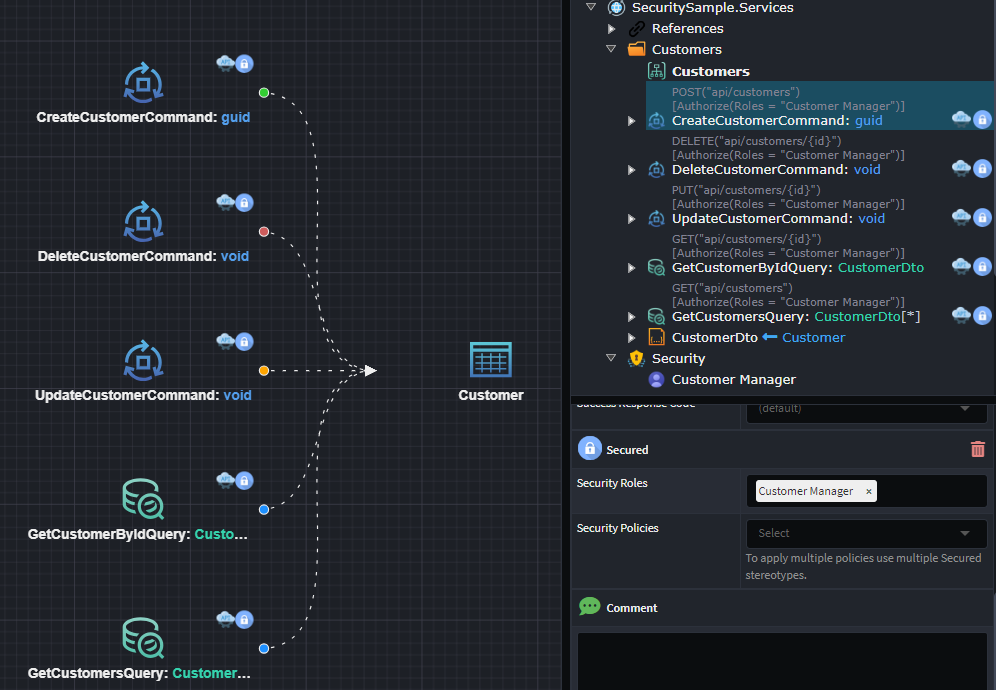 CreateCustomerCommand: guid
DeleteCustomerCommand: void
UpdateCustomerCommand: void
Customer
GetCustomerByIdQuery: Custo...
GetCustomersQuery: Customer...
SecuritySample.Services
References
Customers
Customers
POST("api/customers")
[Authorize(Roles = "Customer Manager")]
CreateCustomerCommand: guid
DELETE("api/customers/{id}")
[Authorize(Roles = "Customer Manager")]
DeleteCustomerCommand: void
PUT("api/customers/{id}")
[Authorize(Roles = "Customer Manager")]
UpdateCustomerCommand: void
GET("api/customers/{id}")
[Authorize(Roles = "Customer Manager")]
GetCustomerByIdQuery: CustomerDto
GET("api/customers")
[Authorize(Roles = "Customer Manager")]
GetCustomersQuery: CustomerDto[*]
CustomerDto Customer
Security
Customer Manager
Success Response Code
(default)
Secured
Security Roles
Customer Manager ×
Security Policies
Select
To apply multiple policies use multiple Secured
stereotypes.
Comment